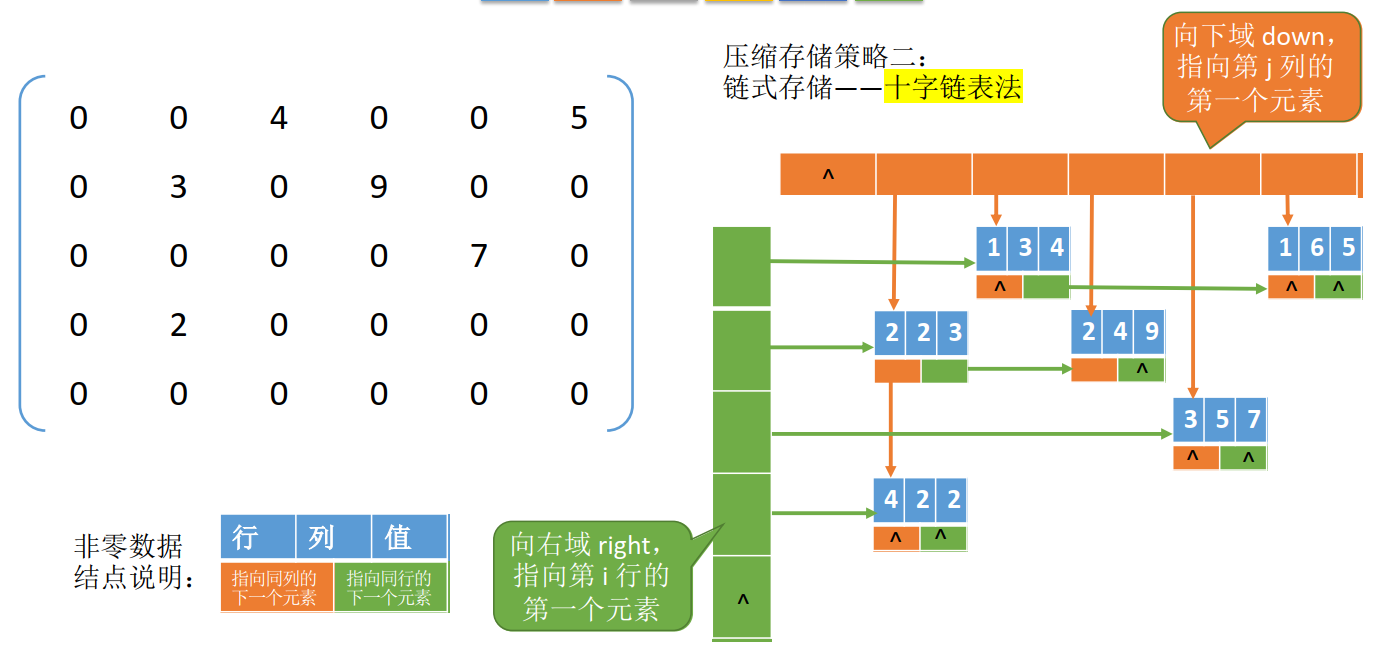 压缩存储策略二：
链式存储——十字链表法
向下域 down，
指向第 j 列的
第一个元素
0 0 4 0 0 5
0 3 0 9 0 0
0 0 0 0 7 0
0 2 0 0 0 0
0 0 0 0 0 0
^
1 3 4
1 6 5
^
^ ^
2 2 3
2 4 9
^
3 5 7
^ ^
4 2 2
^ ^
^
非零数据
结点说明：
行 列 值
指向同列的
下一个元素
指向同行的
下一个元素
向右域 right，
指向第 i 行的
第一个元素